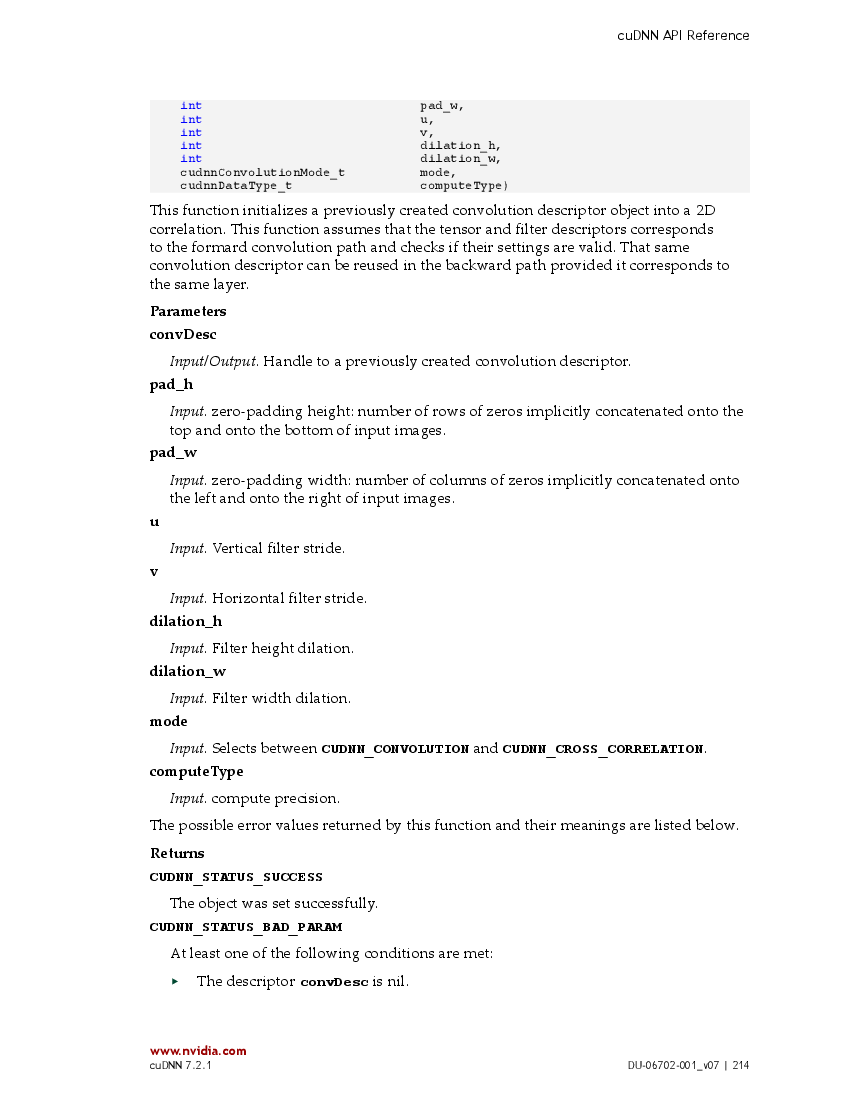 cuDNN API Reference
int pad_w,
int u,
int v,
int dilation_h,
int dilation_w,
cudnnConvolutionMode_t mode,
cudnnDataType_t computeType)
This function initializes a previously created convolution descriptor object into a 2D
correlation. This function assumes that the tensor and filter descriptors corresponds
to the formard convolution path and checks if their settings are valid. That same
convolution descriptor can be reused in the backward path provided it corresponds to
the same layer.
Parameters
convDesc
Input/Output. Handle to a previously created convolution descriptor.
pad_h
Input. zero-padding height: number of rows of zeros implicitly concatenated onto the
top and onto the bottom of input images.
pad_w
Input. zero-padding width: number of columns of zeros implicitly concatenated onto
the left and onto the right of input images.
u
Input. Vertical filter stride.
v
Input. Horizontal filter stride.
dilation_h
Input. Filter height dilation.
dilation_w
Input. Filter width dilation.
mode
Input. Selects between CUDNN_CONVOLUTION and CUDNN_CROSS_CORRELATION.
computeType
Input. compute precision.
The possible error values returned by this function and their meanings are listed below.
Returns
CUDNN_STATUS_SUCCESS
The object was set successfully.
CUDNN_STATUS_BAD_PARAM
At least one of the following conditions are met:
‣ The descriptor convDesc is nil.
www.nvidia.com
cuDNN 7.2.1 DU-06702-001_v07 | 214